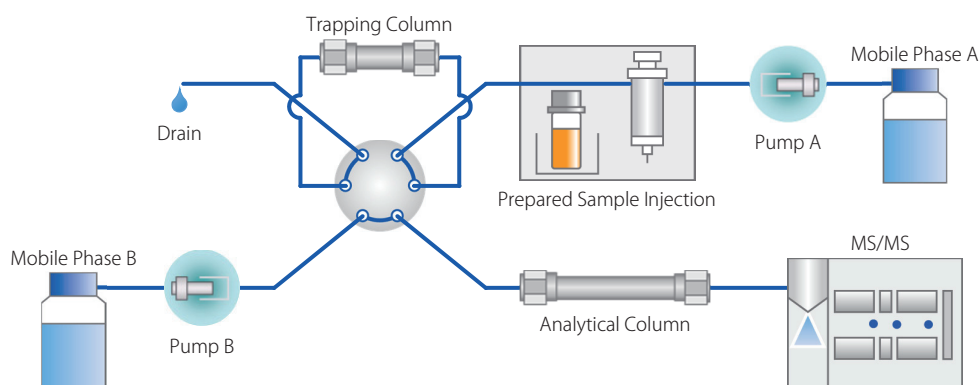 Trapping Column
Mobile Phase A
Drain
Pump A
Prepared Sample Injection
Mobile Phase B
MS/MS
Analytical Column
Pump B